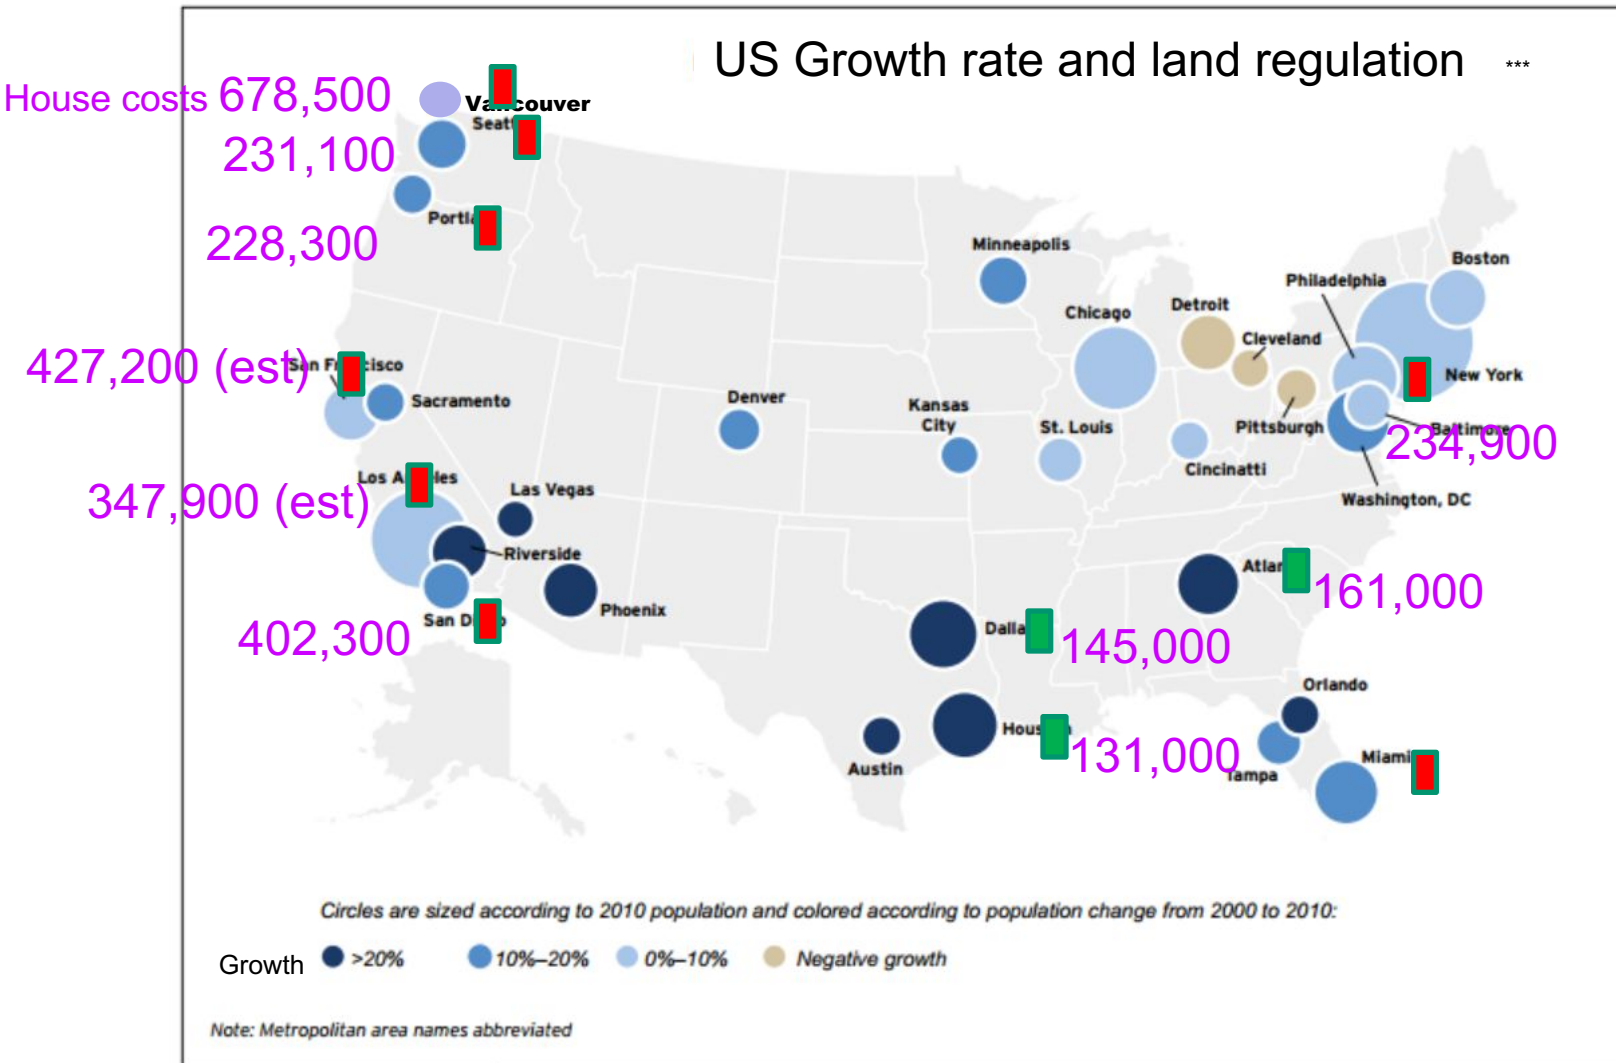 US Growth rate and land regulation ***
House costs 678,500
Vancouver
231,100
228,300
Minneapolis
Boston
Philadelphia
Chicago
Detroit
Cleveland
427,200 (est)
New York
Sacramento
Denver
Kansas
City
St. Louis
Pittsburgh
Baltimore
234,900
Cincinatti
Washington, DC
347,900 (est)
Las Vegas
Riverside
Phoenix
402,300
161,000
145,000
131,000
Orlando
Austin
Tampa
Miami
Circles are sized according to 2010 population and colored according to population change from 2000 to 2010:
Growth >20% 10%–20% 0%–10% Negative growth
Note: Metropolitan area names abbreviated